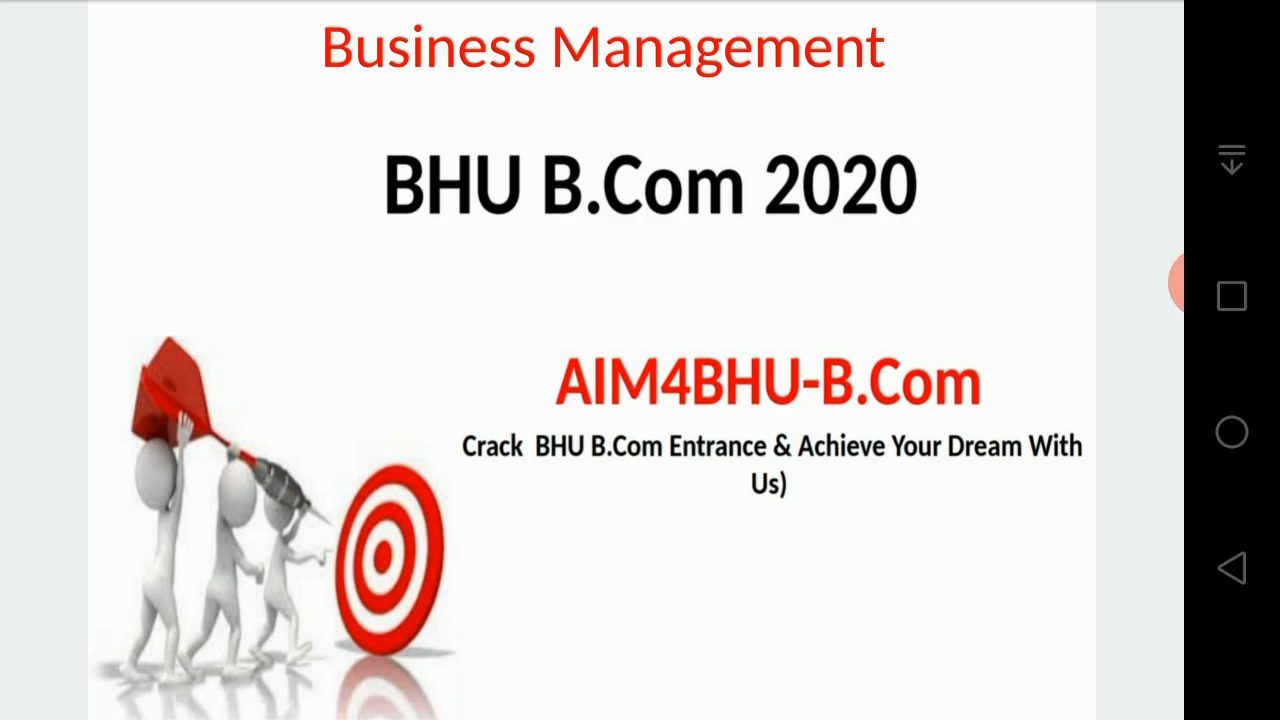 Business Management
BHU B.Com 2020
AIM4BHU-B.Com
Crack BHU B.Com Entrance & Achieve Your Dream With
Us)